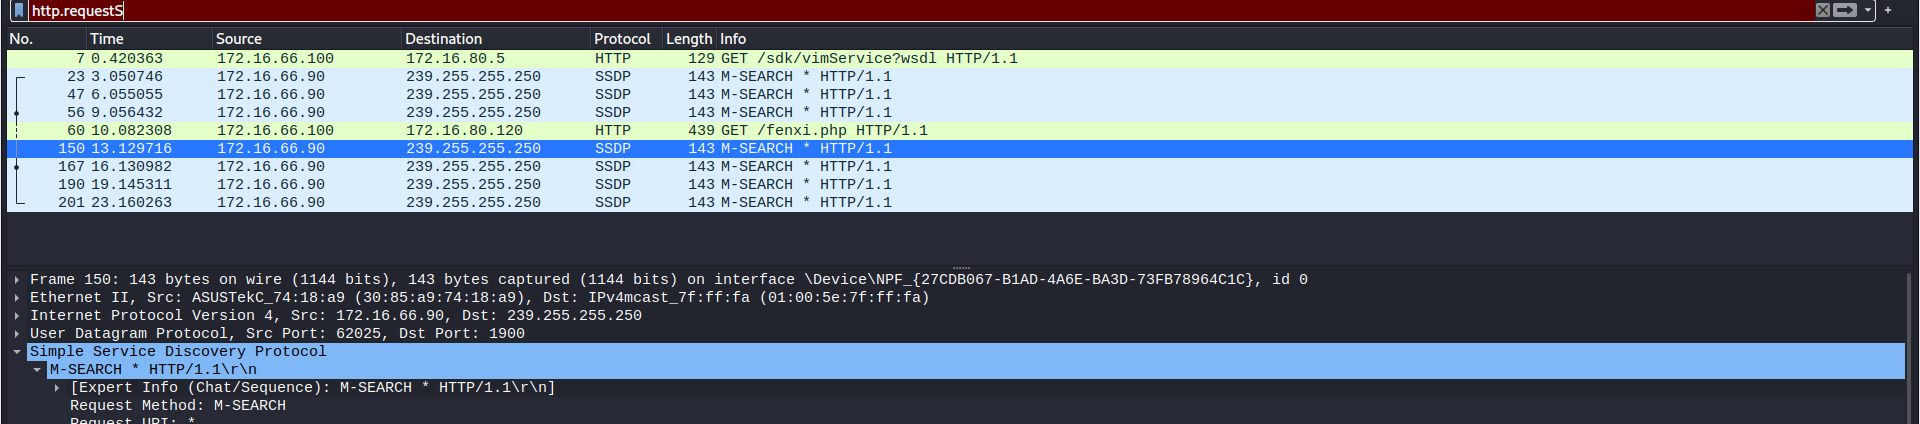 http.requestS
No. Time Source Destination Protocol Length Info
7 0.420363 172.16.66.100 172.16.80.5 HTTP 129 GET /sdk/vimService?wsdl HTTP/1.1
23 3.050746 172.16.66.90 239.255.255.250 SSDP 143 M-SEARCH * HTTP/1.1
47 6.055055 172.16.66.90 239.255.255.250 SSDP 143 M-SEARCH * HTTP/1.1
56 9.056432 172.16.66.90 239.255.255.250 SSDP 143 M-SEARCH * HTTP/1.1
60 10.082308 172.16.66.100 172.16.80.120 HTTP 439 GET /fenxi.php HTTP/1.1
150 13.129716 172.16.66.90 239.255.255.250 SSDP 143 M-SEARCH * HTTP/1.1
167 16.130982 172.16.66.90 239.255.255.250 SSDP 143 M-SEARCH * HTTP/1.1
190 19.145311 172.16.66.90 239.255.255.250 SSDP 143 M-SEARCH * HTTP/1.1
201 23.160263 172.16.66.90 239.255.255.250 SSDP 143 M-SEARCH * HTTP/1.1
Frame 150: 143 bytes on wire (1144 bits), 143 bytes captured (1144 bits) on interface \Device\NPF_{27CDB067-B1AD-4A6E-BA3D-73FB78964C1C}, id 0
Ethernet II, Src: ASUSTekC_74:18:a9 (30:85:a9:74:18:a9), Dst: IPv4mcast_7f:ff:fa (01:00:5e:7f:ff:fa)
Internet Protocol Version 4, Src: 172.16.66.90, Dst: 239.255.255.250
User Datagram Protocol, Src Port: 62025, Dst Port: 1900
Simple Service Discovery Protocol
M-SEARCH * HTTP/1.1\r\n
[Expert Info (Chat/Sequence): M-SEARCH * HTTP/1.1\r\n]
Request Method: M-SEARCH
Request URI: *